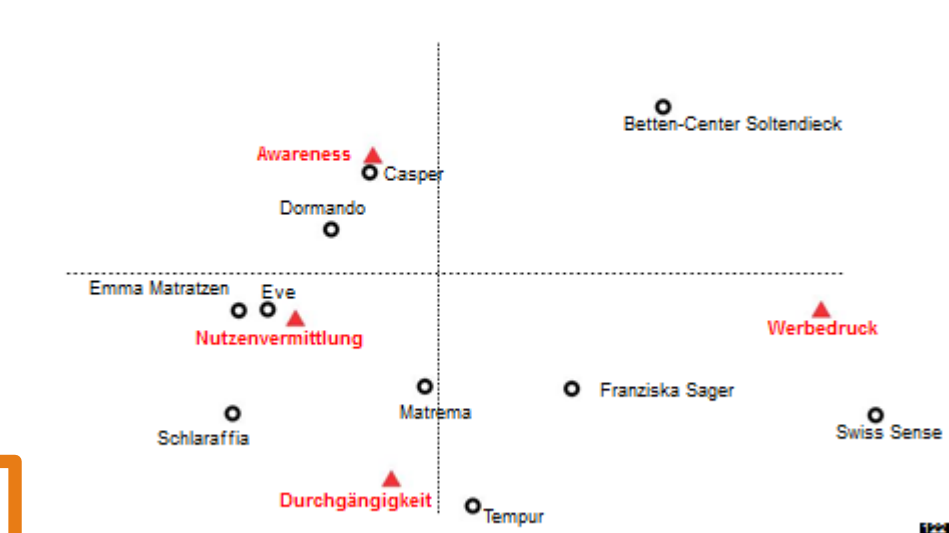 Betten-Center Soltendieck
Awareness
Casper
Dormando
Emma Matratzen
Eve
Nutzenvermittlung
Werbedruck
Franziska Sager
Matrema
Swiss Sense
Schlaraffia
Durchgängigkeit
Tempur